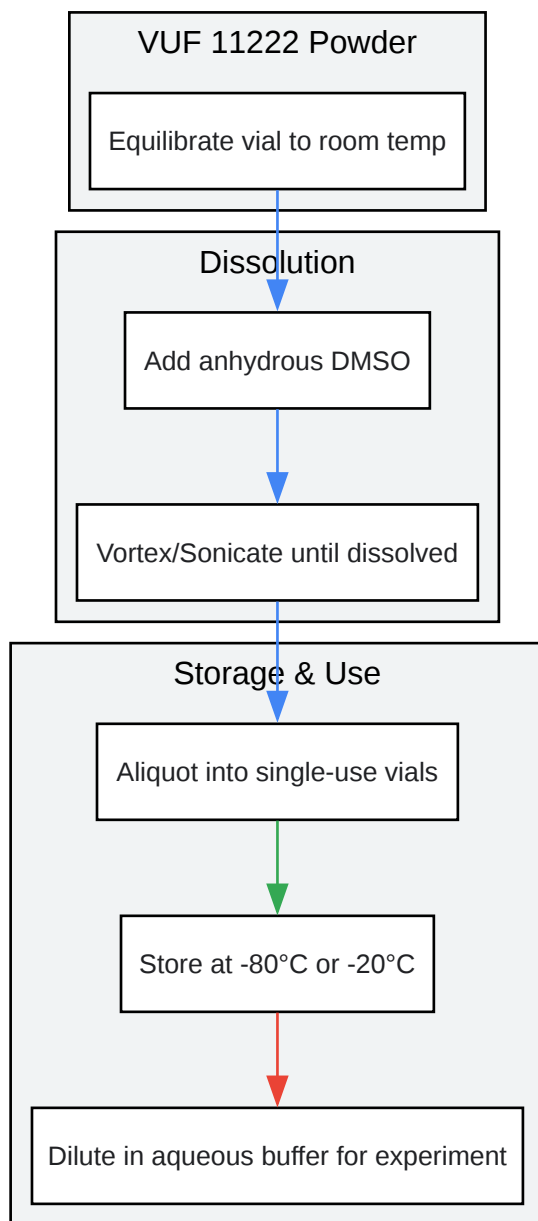 VUF 11222 Powder
Equilibrate vial to room temp
Dissolution
Add anhydrous DMSO
Vortex/Sonicate until dissolved
Storage & Use
Aliquot into single-use vials
Store at -80°C or -20°C
Dilute in aqueous buffer for experiment